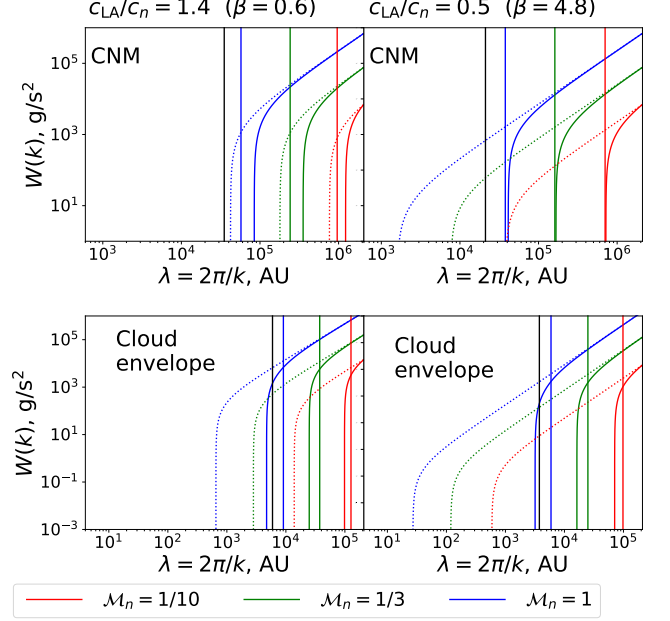 c_LA/c_n = 1.4 (β = 0.6)
c_LA/c_n = 0.5 (β = 4.8)
CNM
CNM
W(k), g/s²
10⁵
10³
10¹
10³
10⁴
10⁵
10⁶
10³
10⁴
10⁵
10⁶
λ = 2π/k, AU
λ = 2π/k, AU
Cloud
envelope
Cloud
envelope
W(k), g/s²
10⁵
10³
10¹
10⁻¹
10⁻³
10¹
10²
10³
10⁴
10⁵
10¹
10²
10³
10⁴
10⁵
λ = 2π/k, AU
λ = 2π/k, AU
ℳ_n = 1/10
ℳ_n = 1/3
ℳ_n = 1